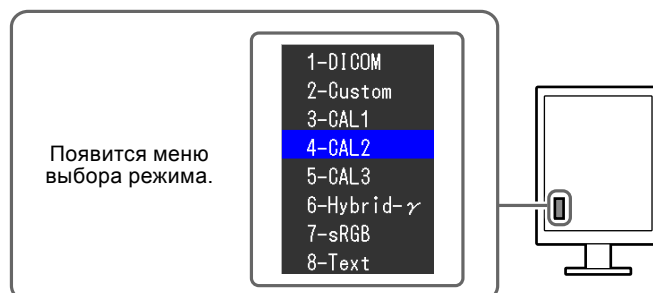 Появится меню
выбора режима.
1-DICOM
2-Custom
3-CAL1
4-CAL2
5-CAL3
6-Hybrid-γ
7-sRGB
8-Text